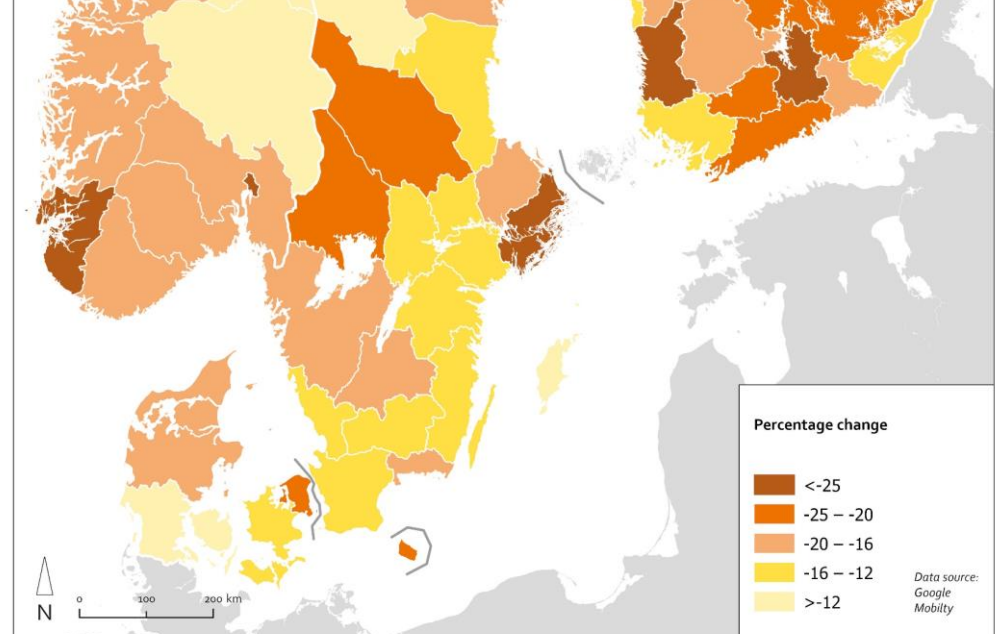 Percentage change
<-25
-25 – -20
-20 – -16
-16 – -12
>-12
Data source:
Google
Mobilty
N
0 100 200 km